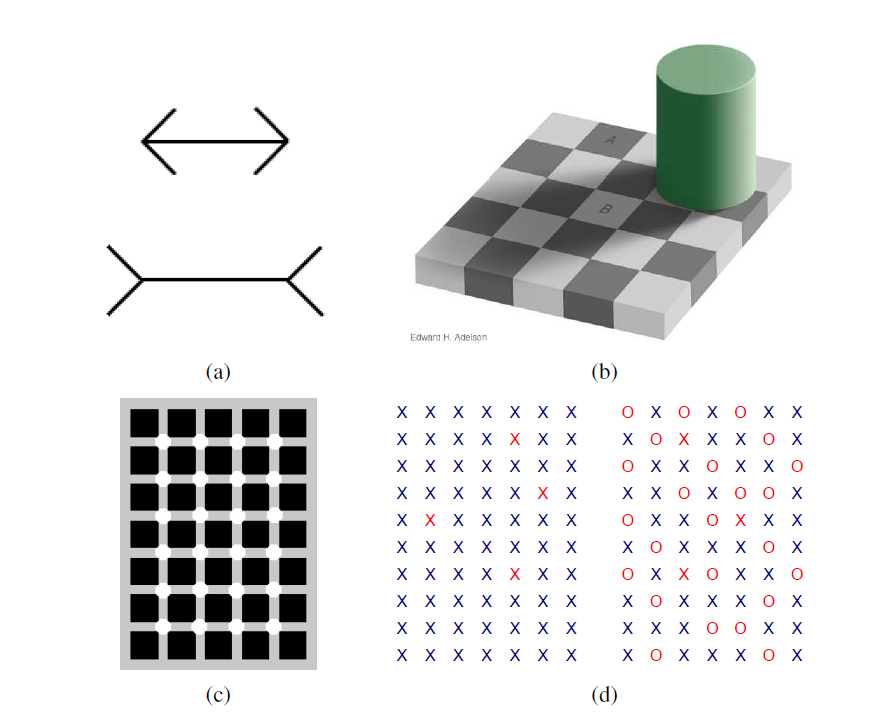 A
B
Edward H. Adelson
(a)
(b)
X X X X X X X
X X X X X X X
X X X X X X X
X X X X X X X
X X X X X X X
X X X X X X X
X X X X X X X
X X X X X X X
X X X X X X X
X X X X X X X
O X O X O X X
X O X X X O X
O X X O X X O
X X O X O O X
O X X O X X X
X O X X X O X
O X X O X X O
X O X X X O X
X X X O O X X
X O X X X O X
(c)
(d)